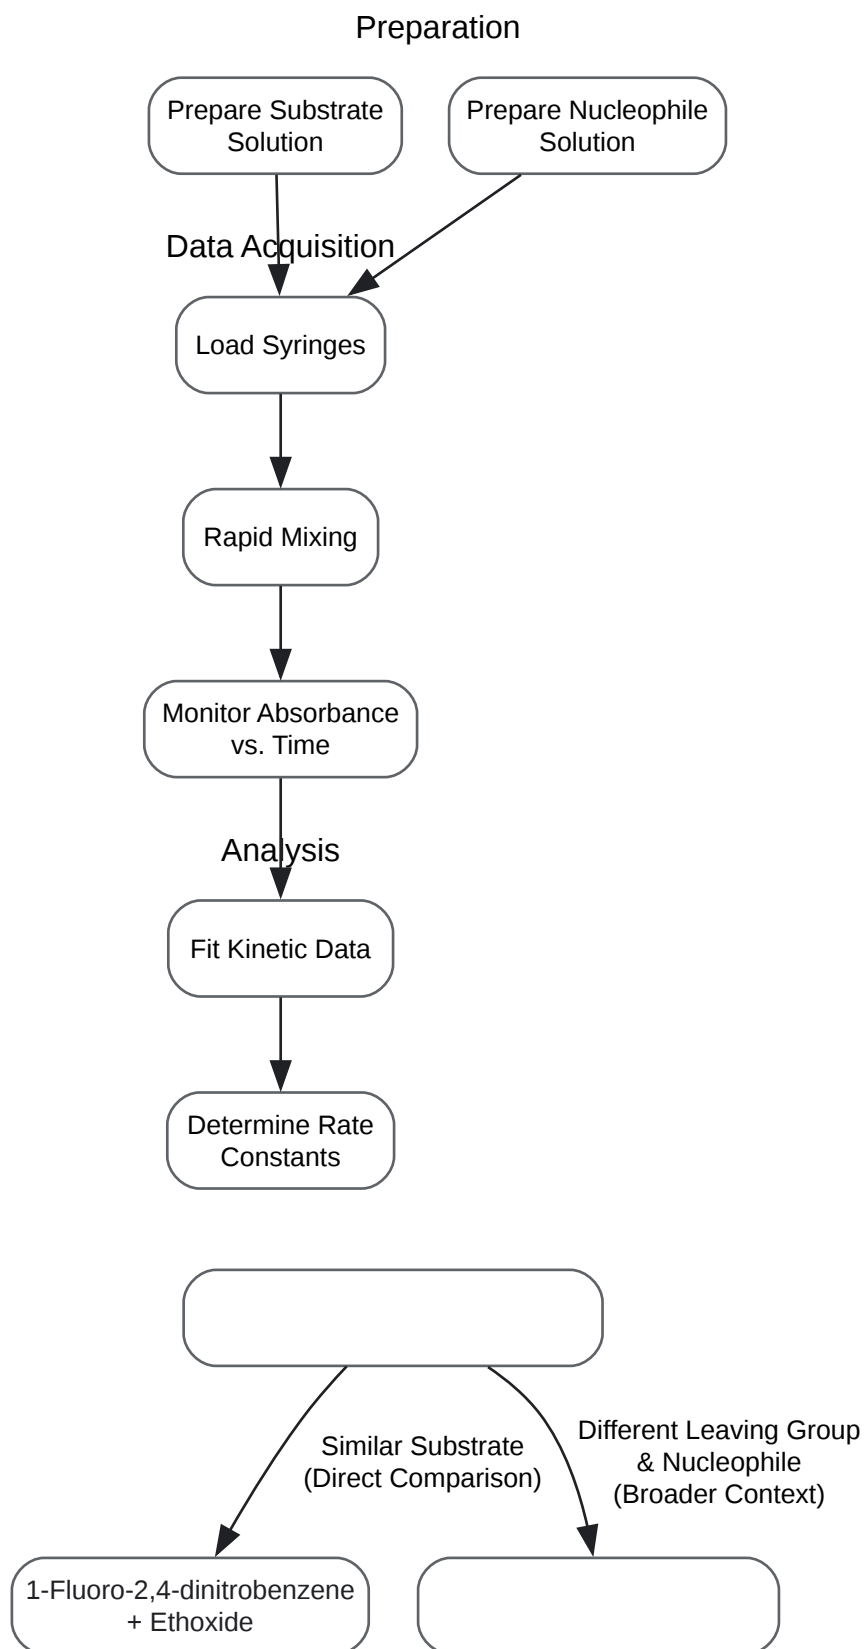 Preparation
Prepare Substrate
Solution
Prepare Nucleophile
Solution
Data Acquisition
Load Syringes
Rapid Mixing
Monitor Absorbance
vs. Time
Analysis
Fit Kinetic Data
Determine Rate
Constants
Similar Substrate
(Direct Comparison)
Different Leaving Group
& Nucleophile
(Broader Context)
1-Fluoro-2,4-dinitrobenzene
+ Ethoxide